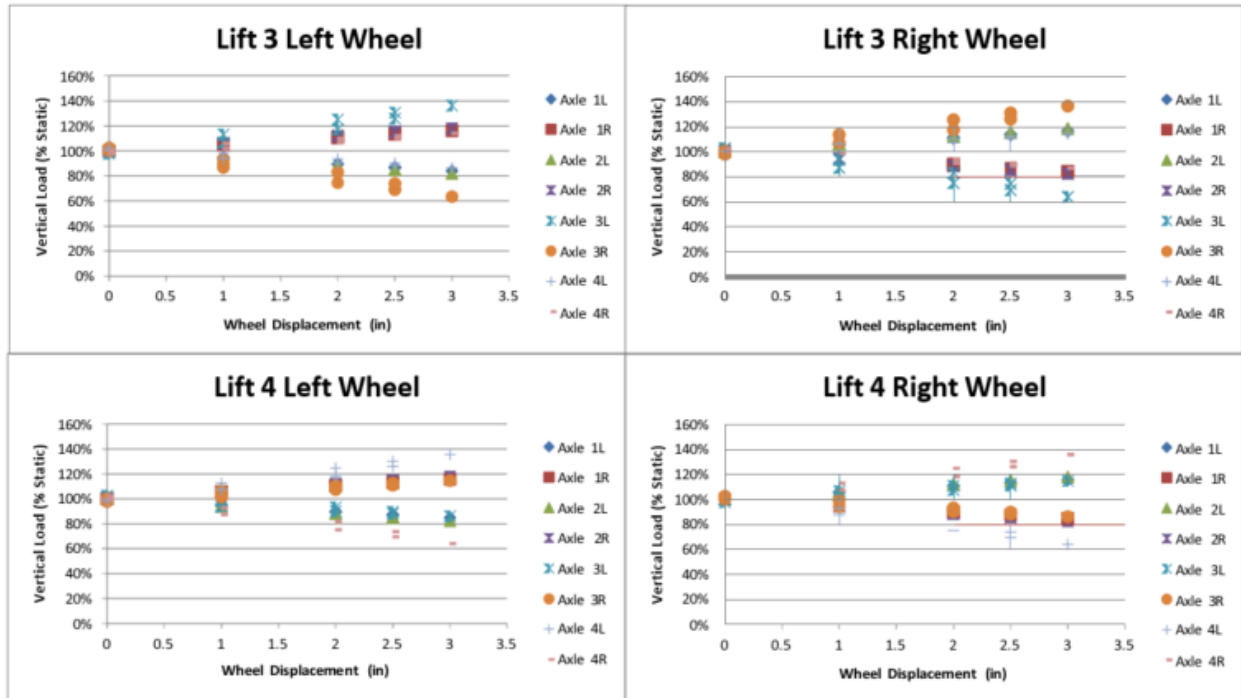 Lift 3 Left Wheel
Vertical Load (% Static)
160%
140%
120%
100%
80%
60%
40%
20%
0%
0 0.5 1 1.5 2 2.5 3 3.5
Wheel Displacement (in)
Axle 1L
Axle 1R
Axle 2L
Axle 2R
Axle 3L
Axle 3R
Axle 4L
Axle 4R
Lift 3 Right Wheel
Vertical Load (% Static)
160%
140%
120%
100%
80%
60%
40%
20%
0%
0 0.5 1 1.5 2 2.5 3 3.5
Wheel Displacement (in)
Axle 1L
Axle 1R
Axle 2L
Axle 2R
Axle 3L
Axle 3R
Axle 4L
Axle 4R
Lift 4 Left Wheel
Vertical Load (% Static)
160%
140%
120%
100%
80%
60%
40%
20%
0%
0 0.5 1 1.5 2 2.5 3 3.5
Wheel Displacement (in)
Axle 1L
Axle 1R
Axle 2L
Axle 2R
Axle 3L
Axle 3R
Axle 4L
Axle 4R
Lift 4 Right Wheel
Vertical Load (% Static)
160%
140%
120%
100%
80%
60%
40%
20%
0%
0 0.5 1 1.5 2 2.5 3 3.5
Wheel Displacement (in)
Axle 1L
Axle 1R
Axle 2L
Axle 2R
Axle 3L
Axle 3R
Axle 4L
Axle 4R